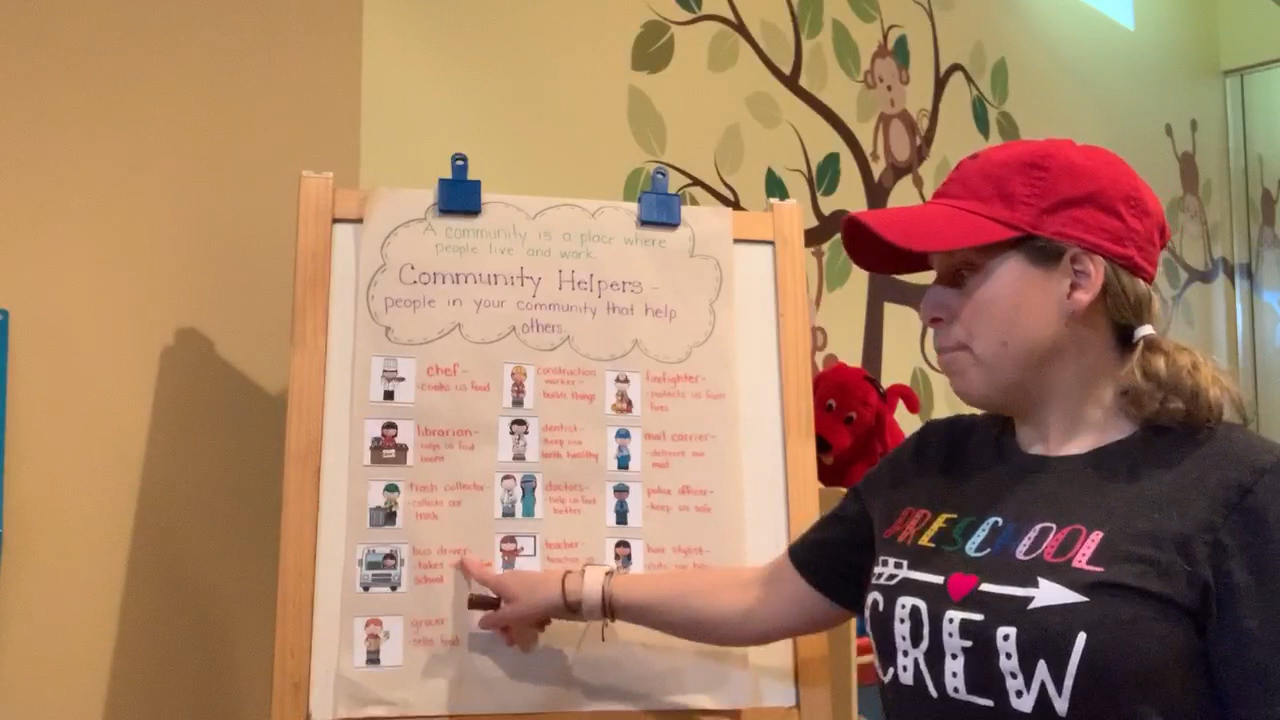 A community is a place where
people live and work.
Community Helpers -
people in your community that help
others.
chef-
-cooks us food
construction
worker-
builds things
firefighter-
-protects us from
fires
librarian-
helps us find
books
dentist-
-keep our
teeth healthy
mail carrier-
-delivers our
mail
trash collector-
-collects our
trash
doctors-
-help us feel
better
police officer-
-keep us safe
bus driver-
-takes
school
teacher-
hair stylist-
grocer
-sells food
PRESCHOOL
CREW